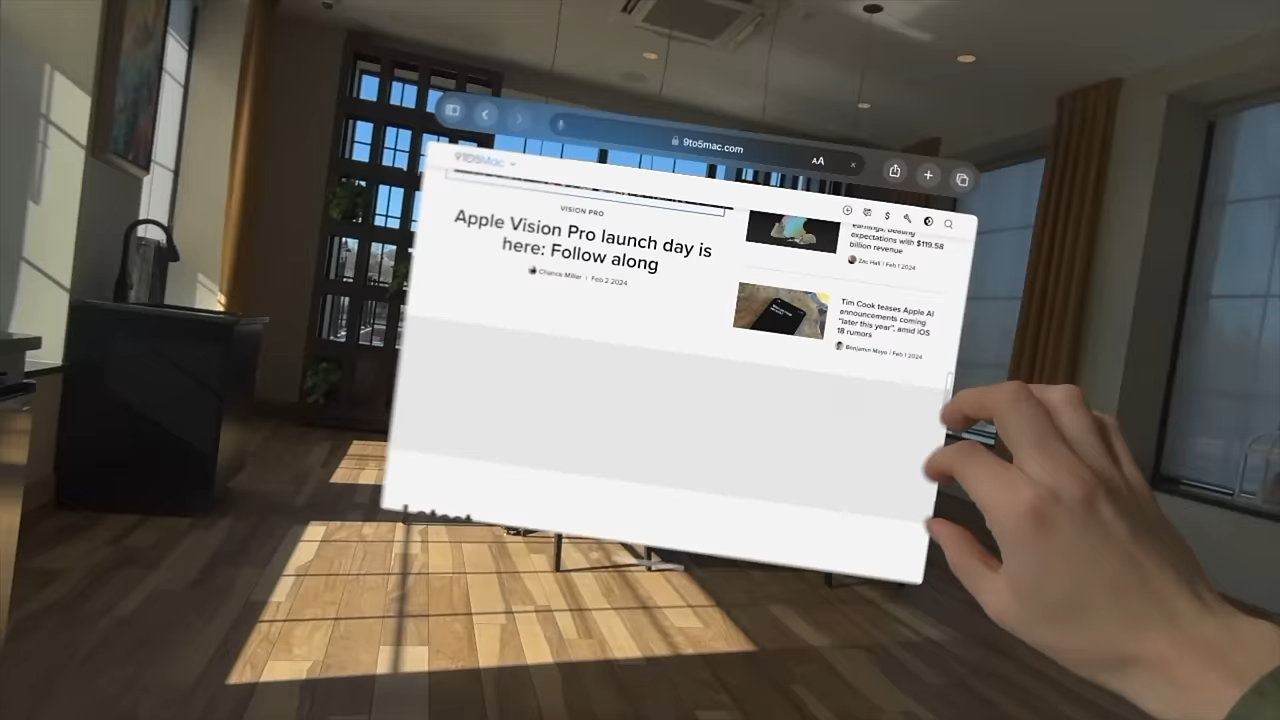 9to5mac.com
AA
9TO5Mac
VISION PRO
Apple Vision Pro launch day is
here: Follow along
Chance Miller | Feb 2 2024
earnings, beating
expectations with $119.58
billion revenue
Zac Hall | Feb 1 2024
Tim Cook teases Apple AI
announcements coming
"later this year", amid iOS
18 rumors
Benjamin Mayo | Feb 1 2024